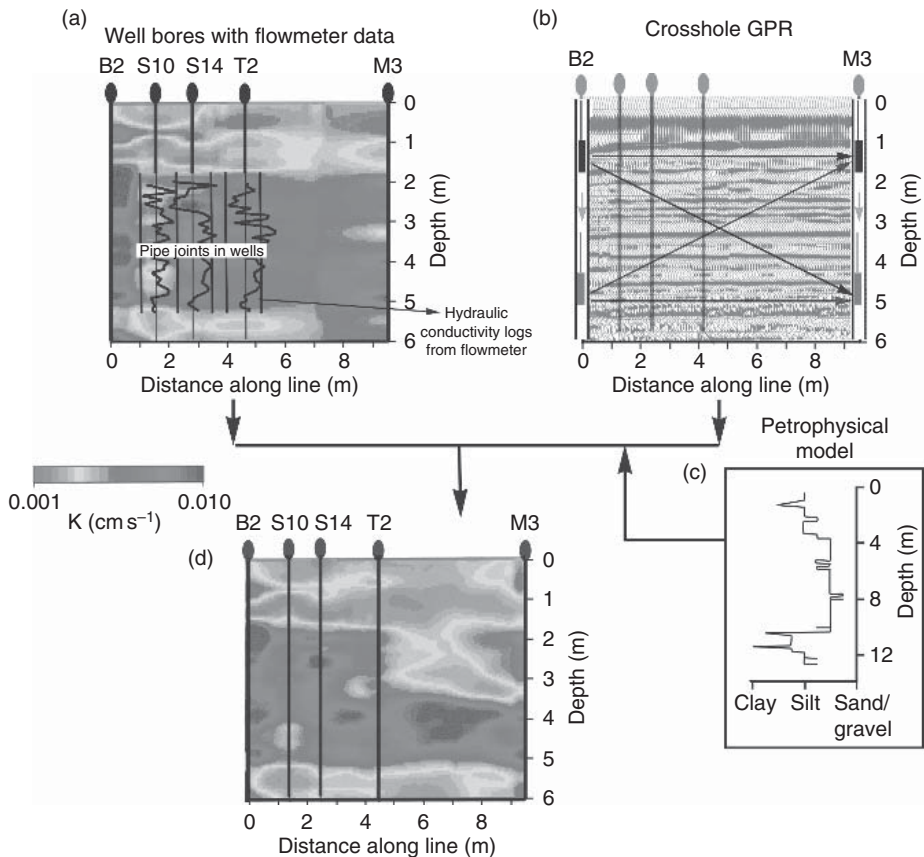 (a)
Well bores with flowmeter data
B2 S10 S14 T2 M3
0
1
2
3
4
5
6
Depth (m)
Pipe joints in wells
Hydraulic
conductivity logs
from flowmeter
0 2 4 6 8
Distance along line (m)
(b)
Crosshole GPR
B2 M3
0
1
2
3
4
5
6
Depth (m)
0 2 4 6 8
Distance along line (m)
Petrophysical
model
(c)
0
4
8
12
Depth (m)
Clay Silt Sand/
gravel
0.001 0.010
K (cm s⁻¹)
(d)
B2 S10 S14 T2 M3
0
1
2
3
4
5
6
Depth (m)
0 2 4 6 8
Distance along line (m)